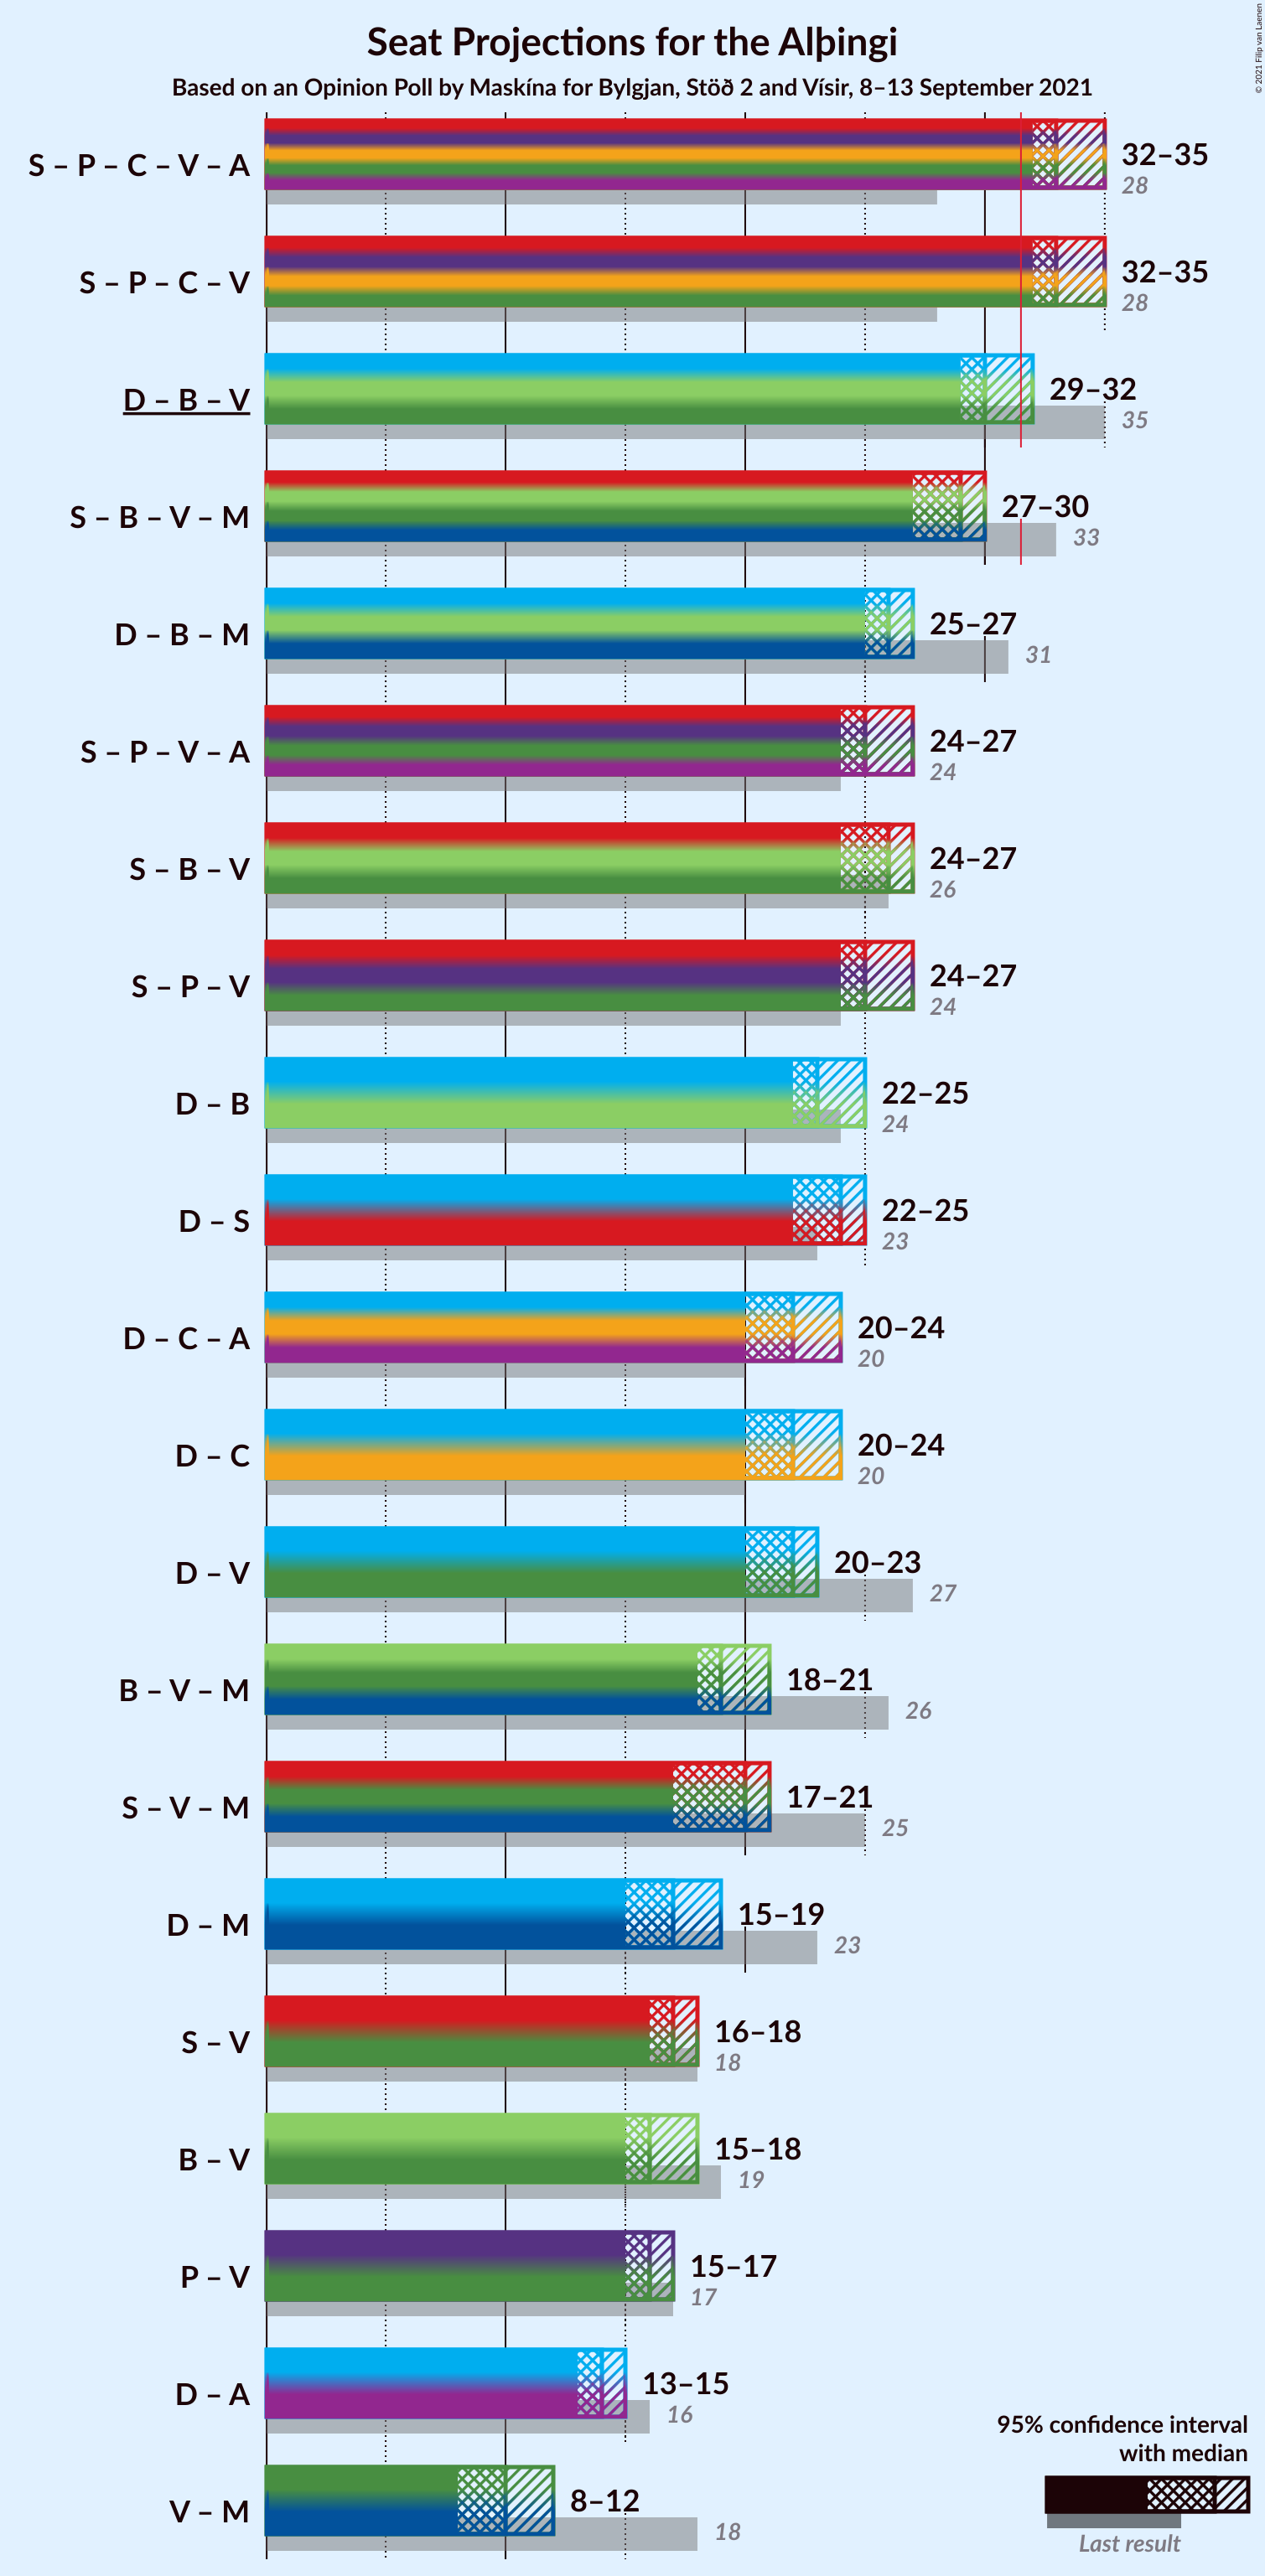 Seat Projections for the Alþingi
Based on an Opinion Poll by Maskína for Bylgjan, Stöð 2 and Vísir, 8–13 September 2021
© 2021 Filip van Laenen
S – P – C – V – A
32–35
28
S – P – C – V
32–35
28
D – B – V
29–32
35
S – B – V – M
27–30
33
D – B – M
25–27
31
S – P – V – A
24–27
24
S – B – V
24–27
26
S – P – V
24–27
24
D – B
22–25
24
D – S
22–25
23
D – C – A
20–24
20
D – C
20–24
20
D – V
20–23
27
B – V – M
18–21
26
S – V – M
17–21
25
D – M
15–19
23
S – V
16–18
18
B – V
15–18
19
P – V
15–17
17
D – A
13–15
16
V – M
8–12
18
95% confidence interval
with median
Last result